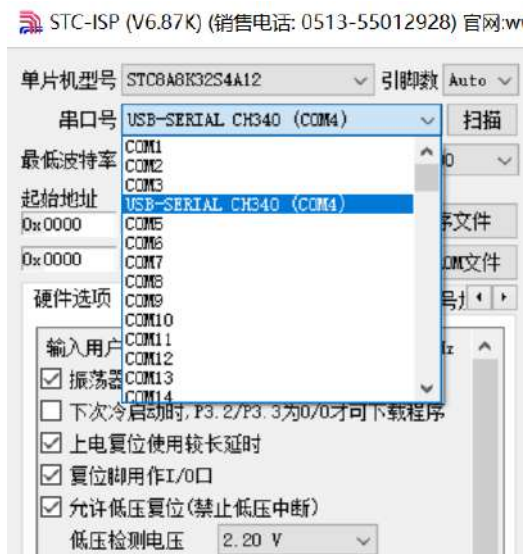 STC-ISP (V6.87K) (销售电话: 0513-55012928) 官网:w
单片机型号 STC8A8K32S4A12 引脚数 Auto
串口号 USB-SERIAL CH340 (COM4) 扫描
最低波特率
COM1
COM2
COM3
USB-SERIAL CH340 (COM4)
COM5
COM6
COM7
COM8
COM9
COM10
COM11
COM12
COM13
COM14
起始地址
0x0000 序文件
0x0000 OM文件
硬件选项
输入用户
振荡器
下次冷启动时,P3.2/P3.3为0/0才可下载程序
上电复位使用较长延时
复位脚用作I/O口
允许低压复位(禁止低压中断)
低压检测电压 2.20 V